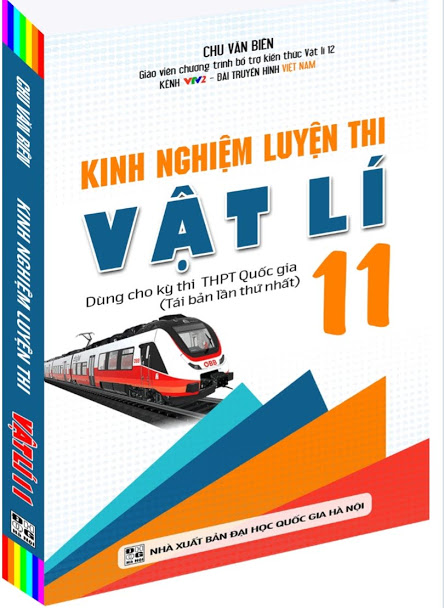 CHU VĂN BIÊN
Giáo viên chương trình bổ trợ kiến thức Vật lí 12
KÊNH VTV2 - ĐÀI TRUYỀN HÌNH VIỆT NAM
KINH NGHIỆM LUYỆN THI
VẬT LÍ
11
Dùng cho kỳ thi THPT Quốc gia
(Tái bản lần thứ nhất)
ÖBB
NHÀ XUẤT BẢN ĐẠI HỌC QUỐC GIA HÀ NỘI
CHU VĂN BIÊN
KINH NGHIỆM LUYỆN THI
VẬT LÍ 11